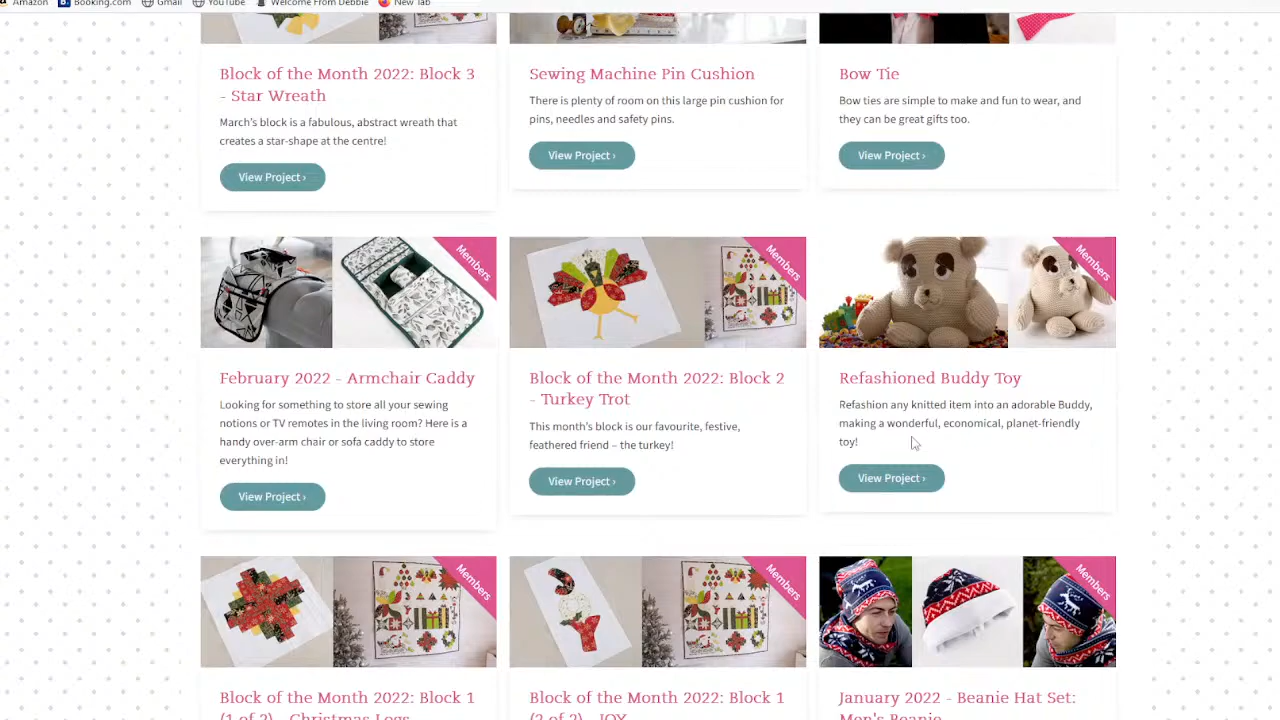 Amazon Booking.com Gmail YouTube Welcome From Debbie New Tab
Block of the Month 2022: Block 3
- Star Wreath
March's block is a fabulous, abstract wreath that
creates a star-shape at the centre!
View Project ›
Sewing Machine Pin Cushion
There is plenty of room on this large pin cushion for
pins, needles and safety pins.
View Project ›
Bow Tie
Bow ties are simple to make and fun to wear, and
they can be great gifts too.
View Project ›
Members
February 2022 - Armchair Caddy
Looking for something to store all your sewing
notions or TV remotes in the living room? Here is a
handy over-arm chair or sofa caddy to store
everything in!
View Project ›
Members
Block of the Month 2022: Block 2
- Turkey Trot
This month's block is our favourite, festive,
feathered friend – the turkey!
View Project ›
Members
Refashioned Buddy Toy
Refashion any knitted item into an adorable Buddy,
making a wonderful, economical, planet-friendly
toy!
View Project ›
Members
Block of the Month 2022: Block 1
(1 of 2) - Christmas Logs
Members
Block of the Month 2022: Block 1
(2 of 2) - JOY
Members
January 2022 - Beanie Hat Set:
Men's Beanie